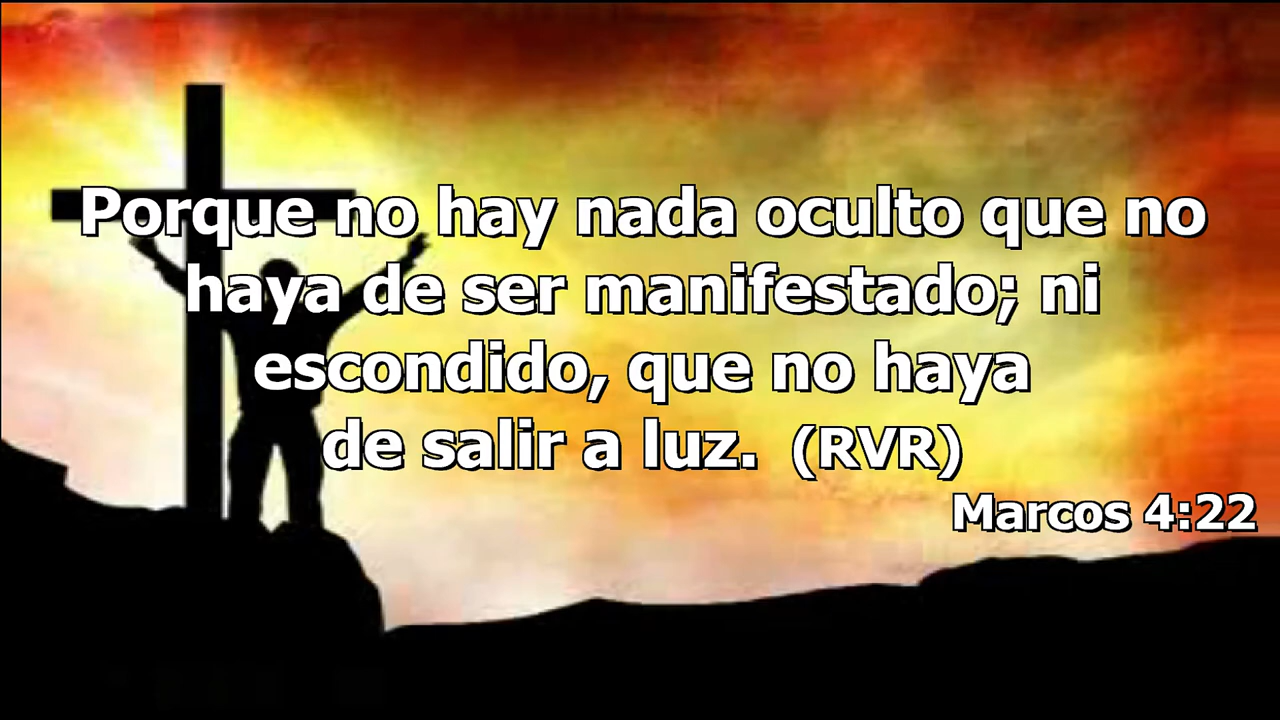 Porque no hay nada oculto que no
haya de ser manifestado; ni
escondido, que no haya
de salir a luz. (RVR)
Marcos 4:22